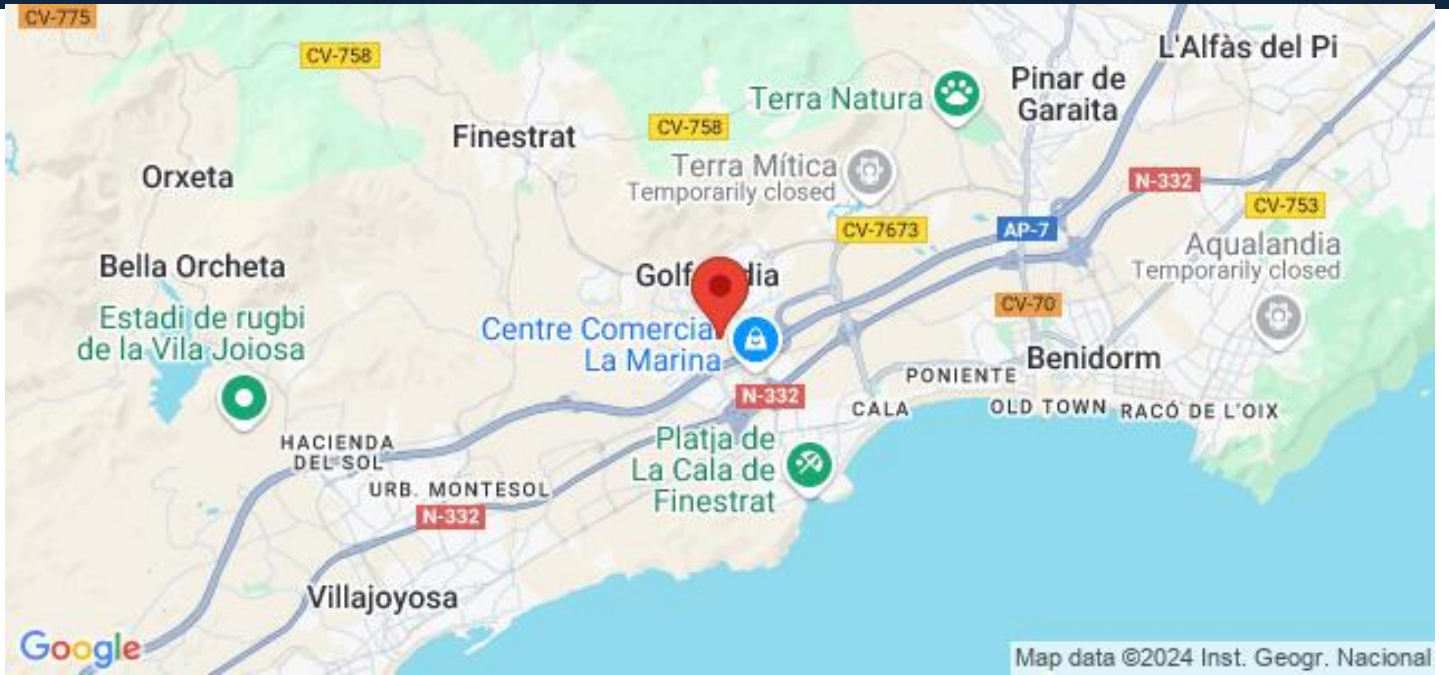 CV-775
CV-758
L'Alfàs del Pi
Pinar de
Garaita
Terra Natura
Finestrat
CV-758
Terra Mítica
Temporarily closed
Orxeta
N-332
CV-753
CV-7673
AP-7
Aqualandia
Temporarily closed
Bella Orcheta
Golf
dia
CV-70
Estadi de rugbi
de la Vila Joiosa
Centre Comercia
La Marina
Benidorm
PONIENTE
N-332
CALA
OLD TOWN
RACÓ DE L'OIX
HACIENDA
DEL SOL
Platja de
La Cala de
Finestrat
URB. MONTESOL
N-332
Villajoyosa
Google
Map data ©2024 Inst. Geogr. Nacional